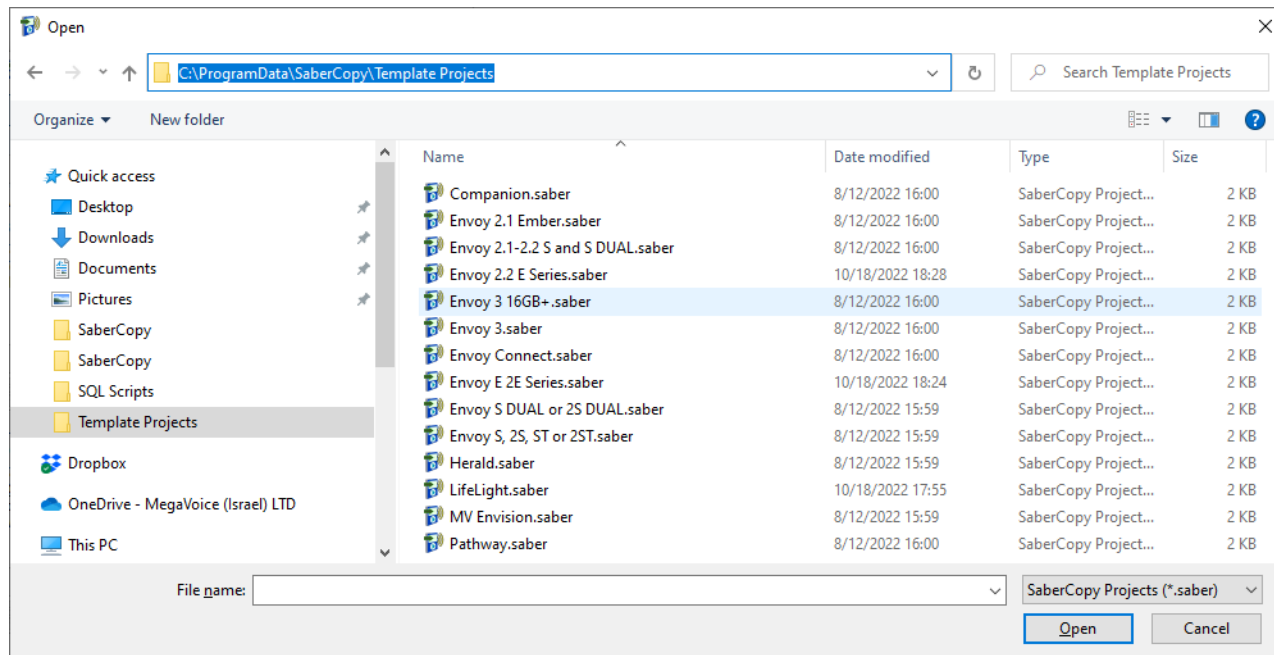 Open
C:\ProgramData\SaberCopy\Template Projects
Search Template Projects
Organize
New folder
Quick access
Desktop
Downloads
Documents
Pictures
SaberCopy
SaberCopy
SQL Scripts
Template Projects
Dropbox
OneDrive - MegaVoice (Israel) LTD
This PC
Name Date modified Type Size
Companion.saber 8/12/2022 16:00 SaberCopy Project... 2 KB
Envoy 2.1 Ember.saber 8/12/2022 16:00 SaberCopy Project... 2 KB
Envoy 2.1-2.2 S and S DUAL.saber 8/12/2022 16:00 SaberCopy Project... 2 KB
Envoy 2.2 E Series.saber 10/18/2022 18:28 SaberCopy Project... 2 KB
Envoy 3 16GB+.saber 8/12/2022 16:00 SaberCopy Project... 2 KB
Envoy 3.saber 8/12/2022 16:00 SaberCopy Project... 2 KB
Envoy Connect.saber 8/12/2022 16:00 SaberCopy Project... 2 KB
Envoy E 2E Series.saber 10/18/2022 18:24 SaberCopy Project... 2 KB
Envoy S DUAL or 2S DUAL.saber 8/12/2022 15:59 SaberCopy Project... 2 KB
Envoy S, 2S, ST or 2ST.saber 8/12/2022 15:59 SaberCopy Project... 2 KB
Herald.saber 8/12/2022 15:59 SaberCopy Project... 2 KB
LifeLight.saber 10/18/2022 17:55 SaberCopy Project... 2 KB
MV Envision.saber 8/12/2022 15:59 SaberCopy Project... 2 KB
Pathway.saber 8/12/2022 16:00 SaberCopy Project... 2 KB
File name:
SaberCopy Projects (*.saber)
Open
Cancel